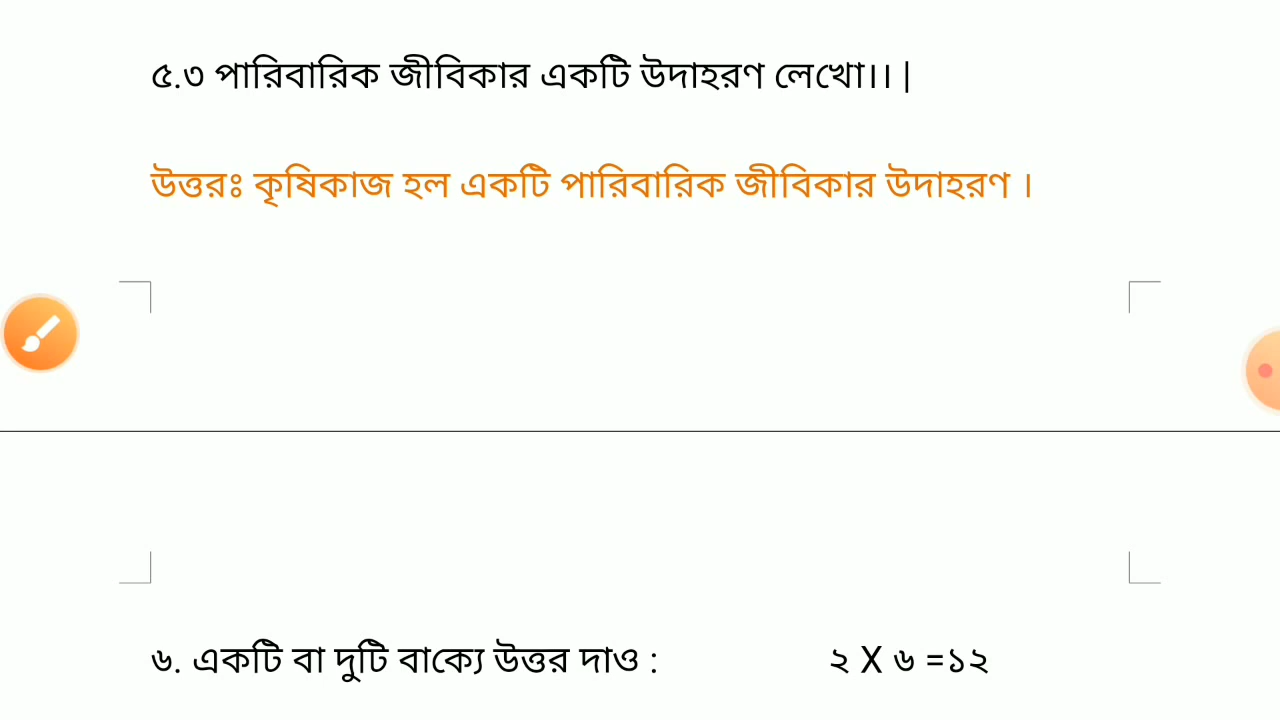 ৫.৩ পারিবারিক জীবিকার একটি উদাহরণ লেখো।। |
উত্তরঃ কৃষিকাজ হল একটি পারিবারিক জীবিকার উদাহরণ ।
৬. একটি বা দুটি বাক্যে উত্তর দাও : ২ X ৬ =১২